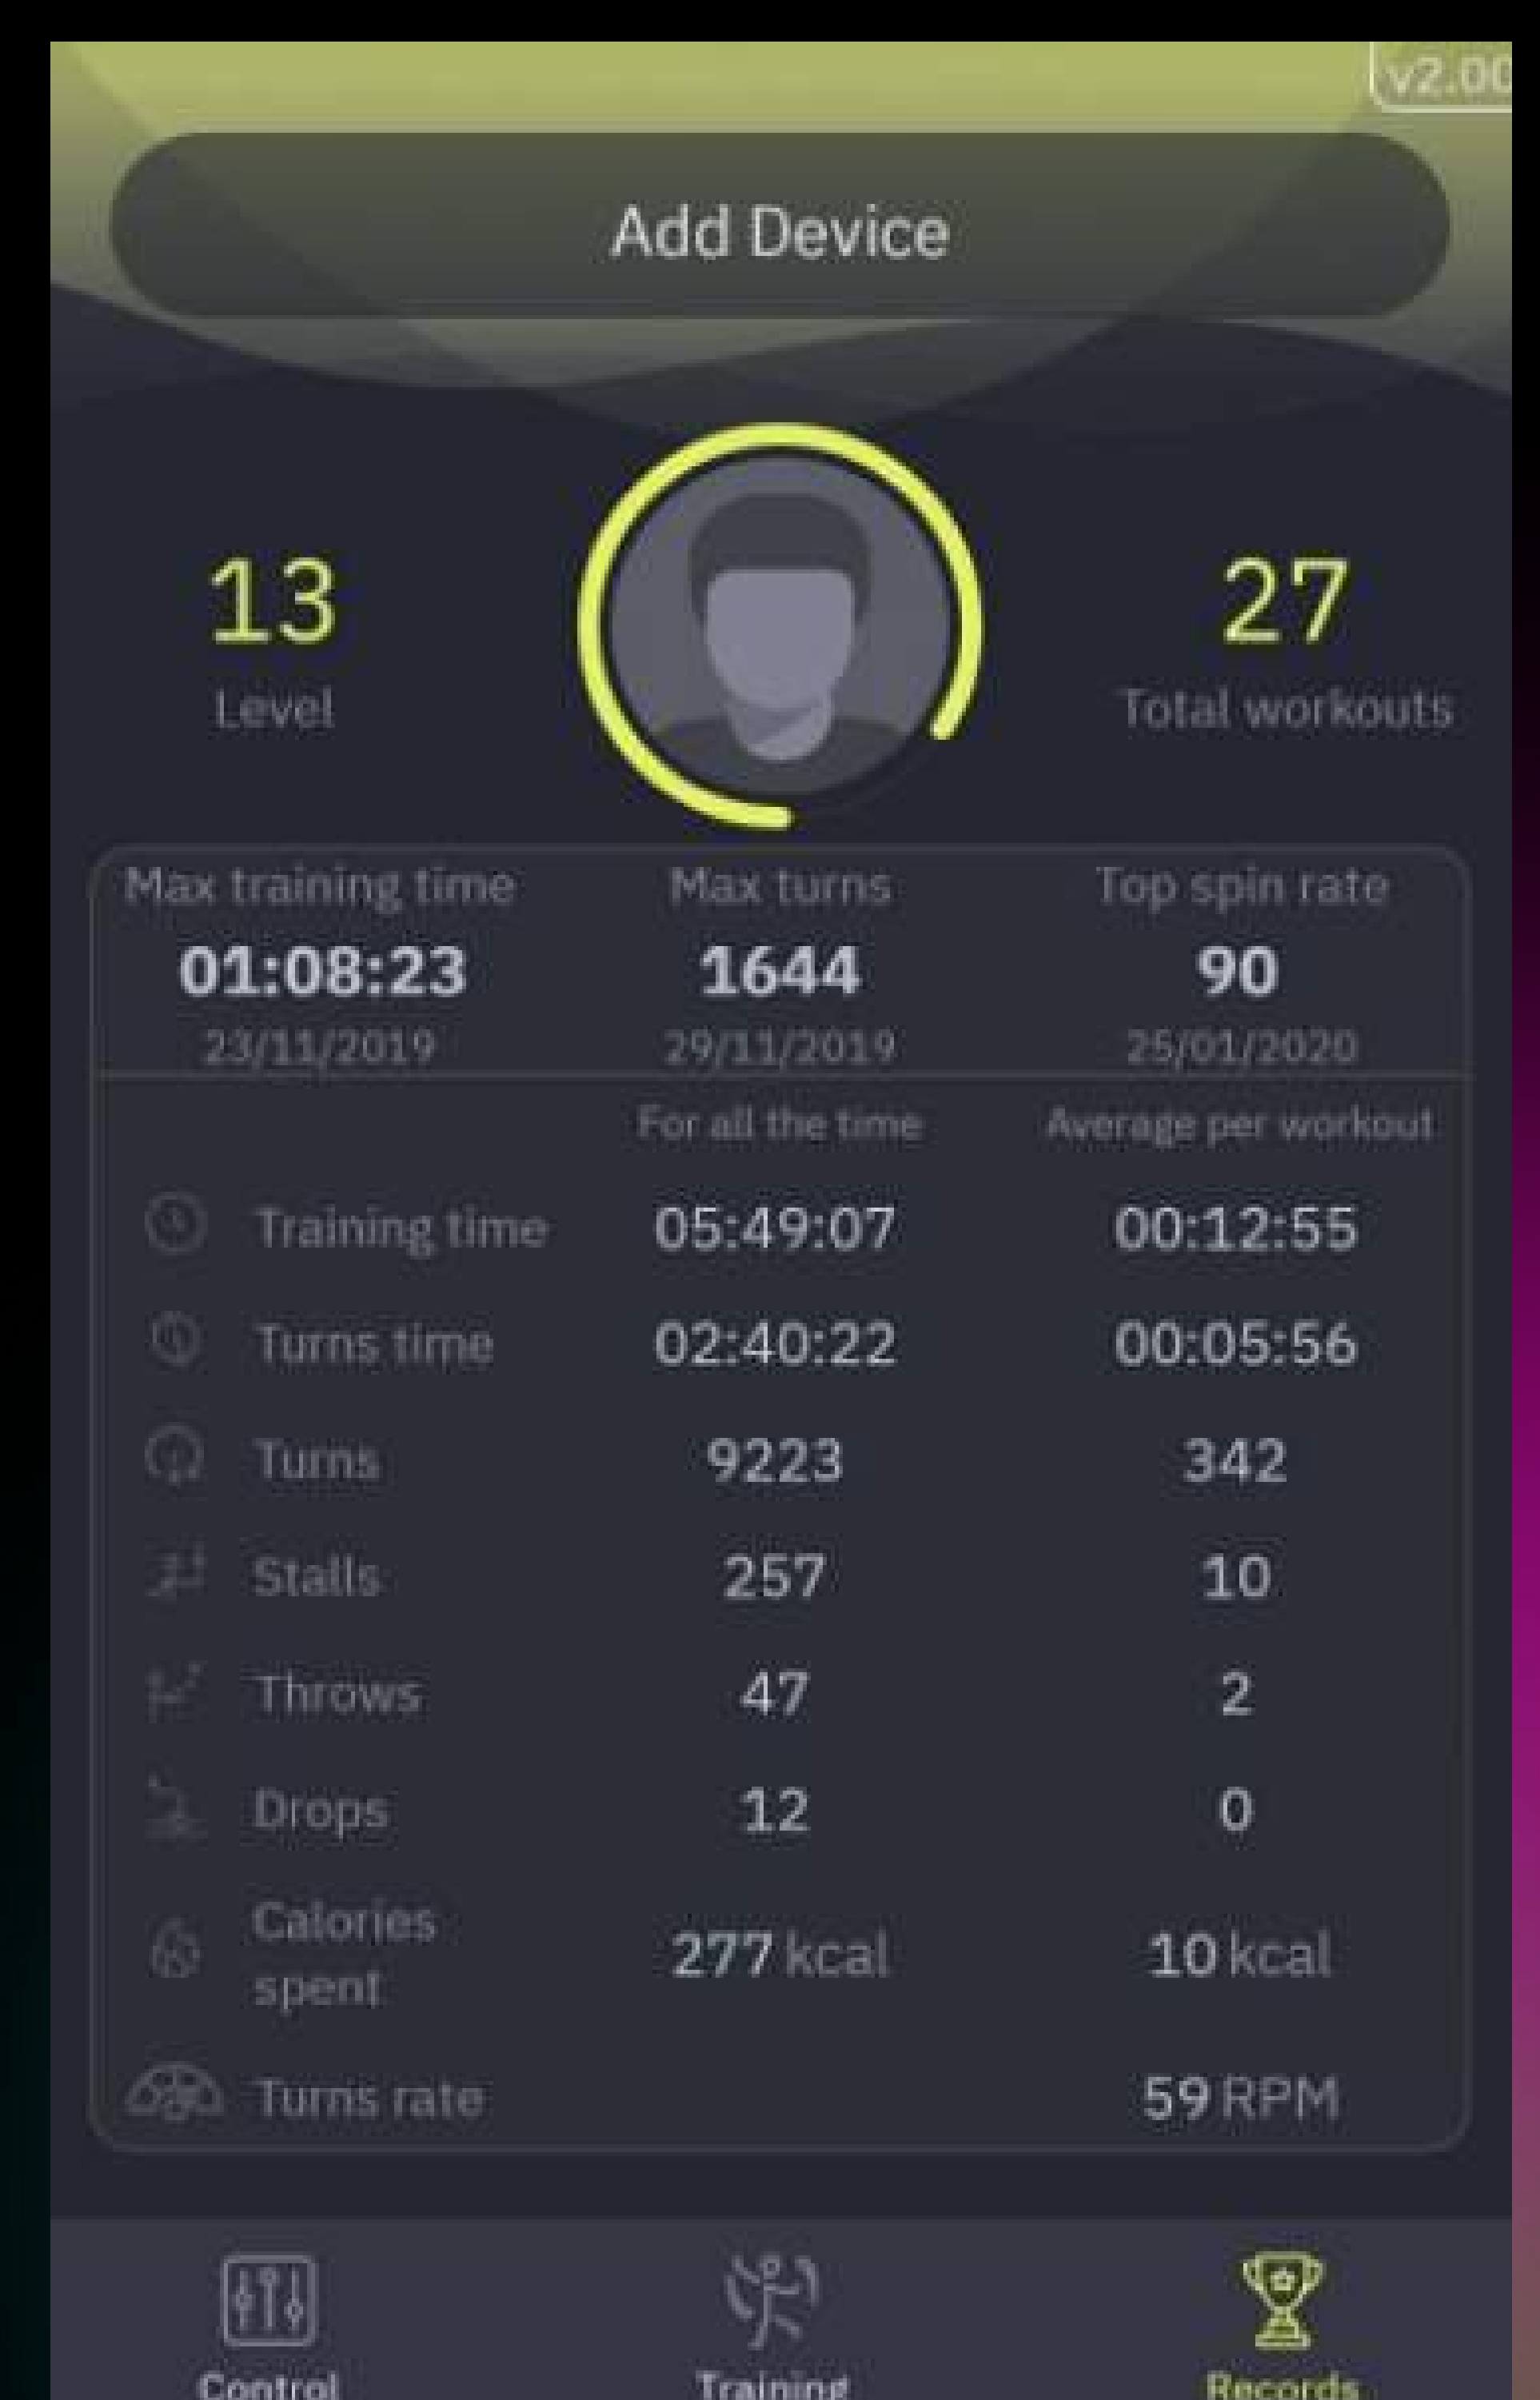 v2.00
Add Device
13
Level
27
Total workouts
Max training time
01:08:23
23/11/2019
Max turns
1644
29/11/2019
Top spin rate
90
25/01/2020
For all the time Average per workout
Training time 05:49:07 00:12:55
Turns time 02:40:22 00:05:56
Turns 9223 342
Stalls 257 10
Throws 47 2
Drops 12 0
Calories
spent
277 kcal 10 kcal
Turns rate 59 RPM
Control Training Records